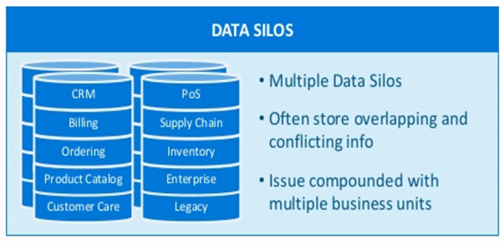 DATA SILOS
CRM
Billing
Ordering
Product Catalog
Customer Care
PoS
Supply Chain
Inventory
Enterprise
Legacy
• Multiple Data Silos
• Often store overlapping and
conflicting info
• Issue compounded with
multiple business units